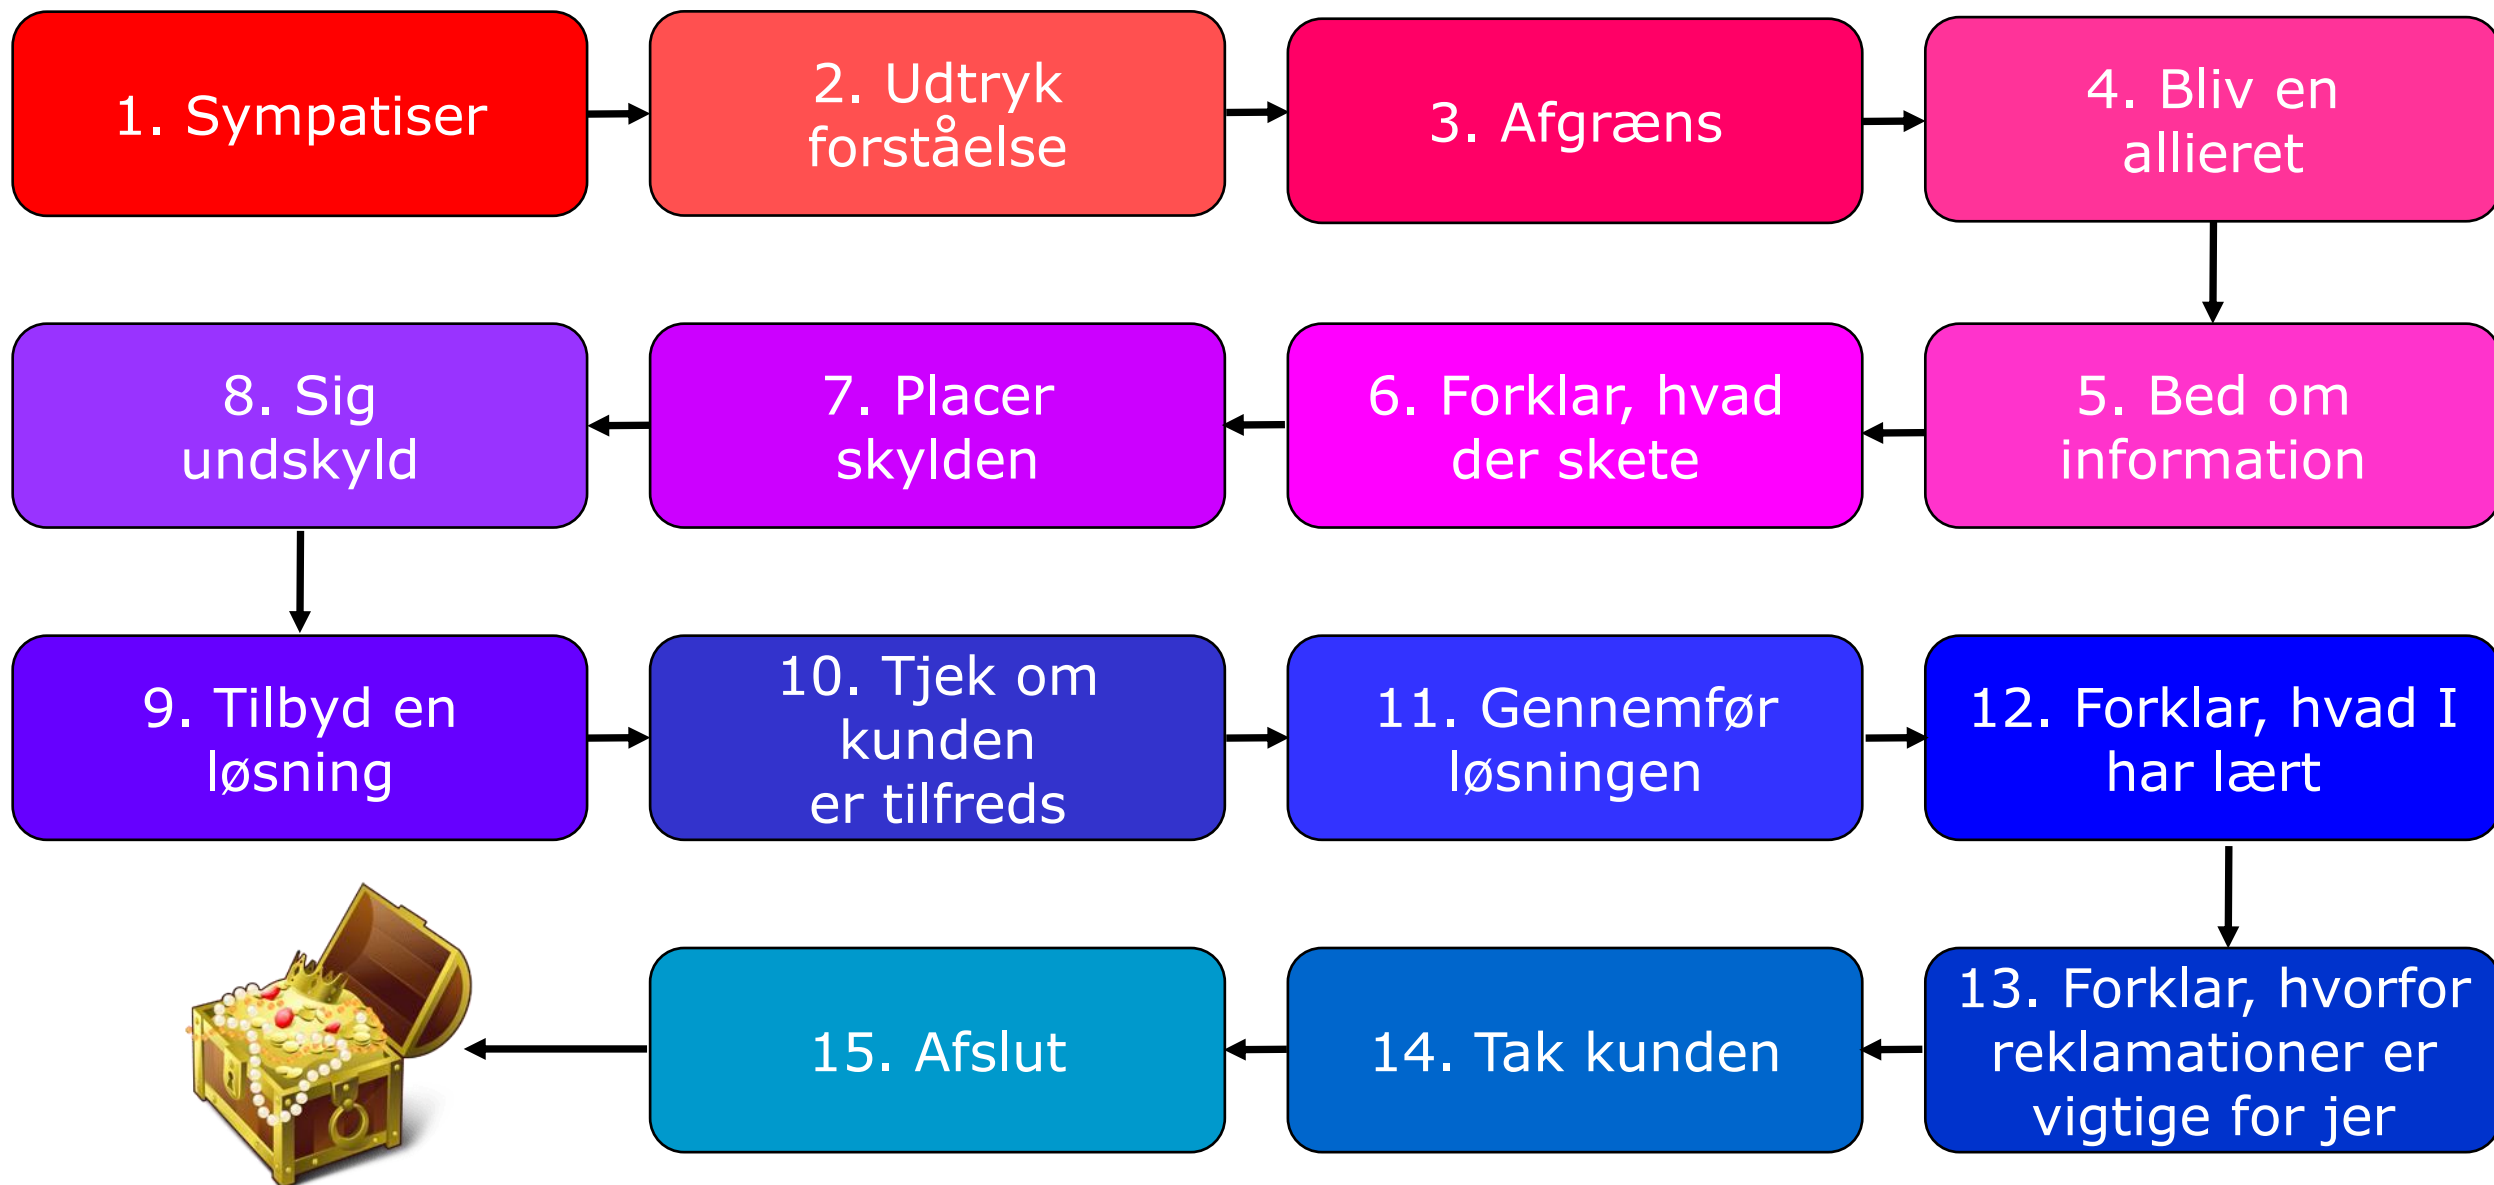 1. Sympatiser
2. Udtryk
forståelse
3. Afgræns
4. Bliv en
allieret
5. Bed om
information
6. Forklar, hvad
der skete
7. Placer
skylden
8. Sig
undskyld
9. Tilbyd en
løsning
10. Tjek om
kunden
er tilfreds
11. Gennemfør
løsningen
12. Forklar, hvad I
har lært
13. Forklar, hvorfor
reklamationer er
vigtige for jer
14. Tak kunden
15. Afslut